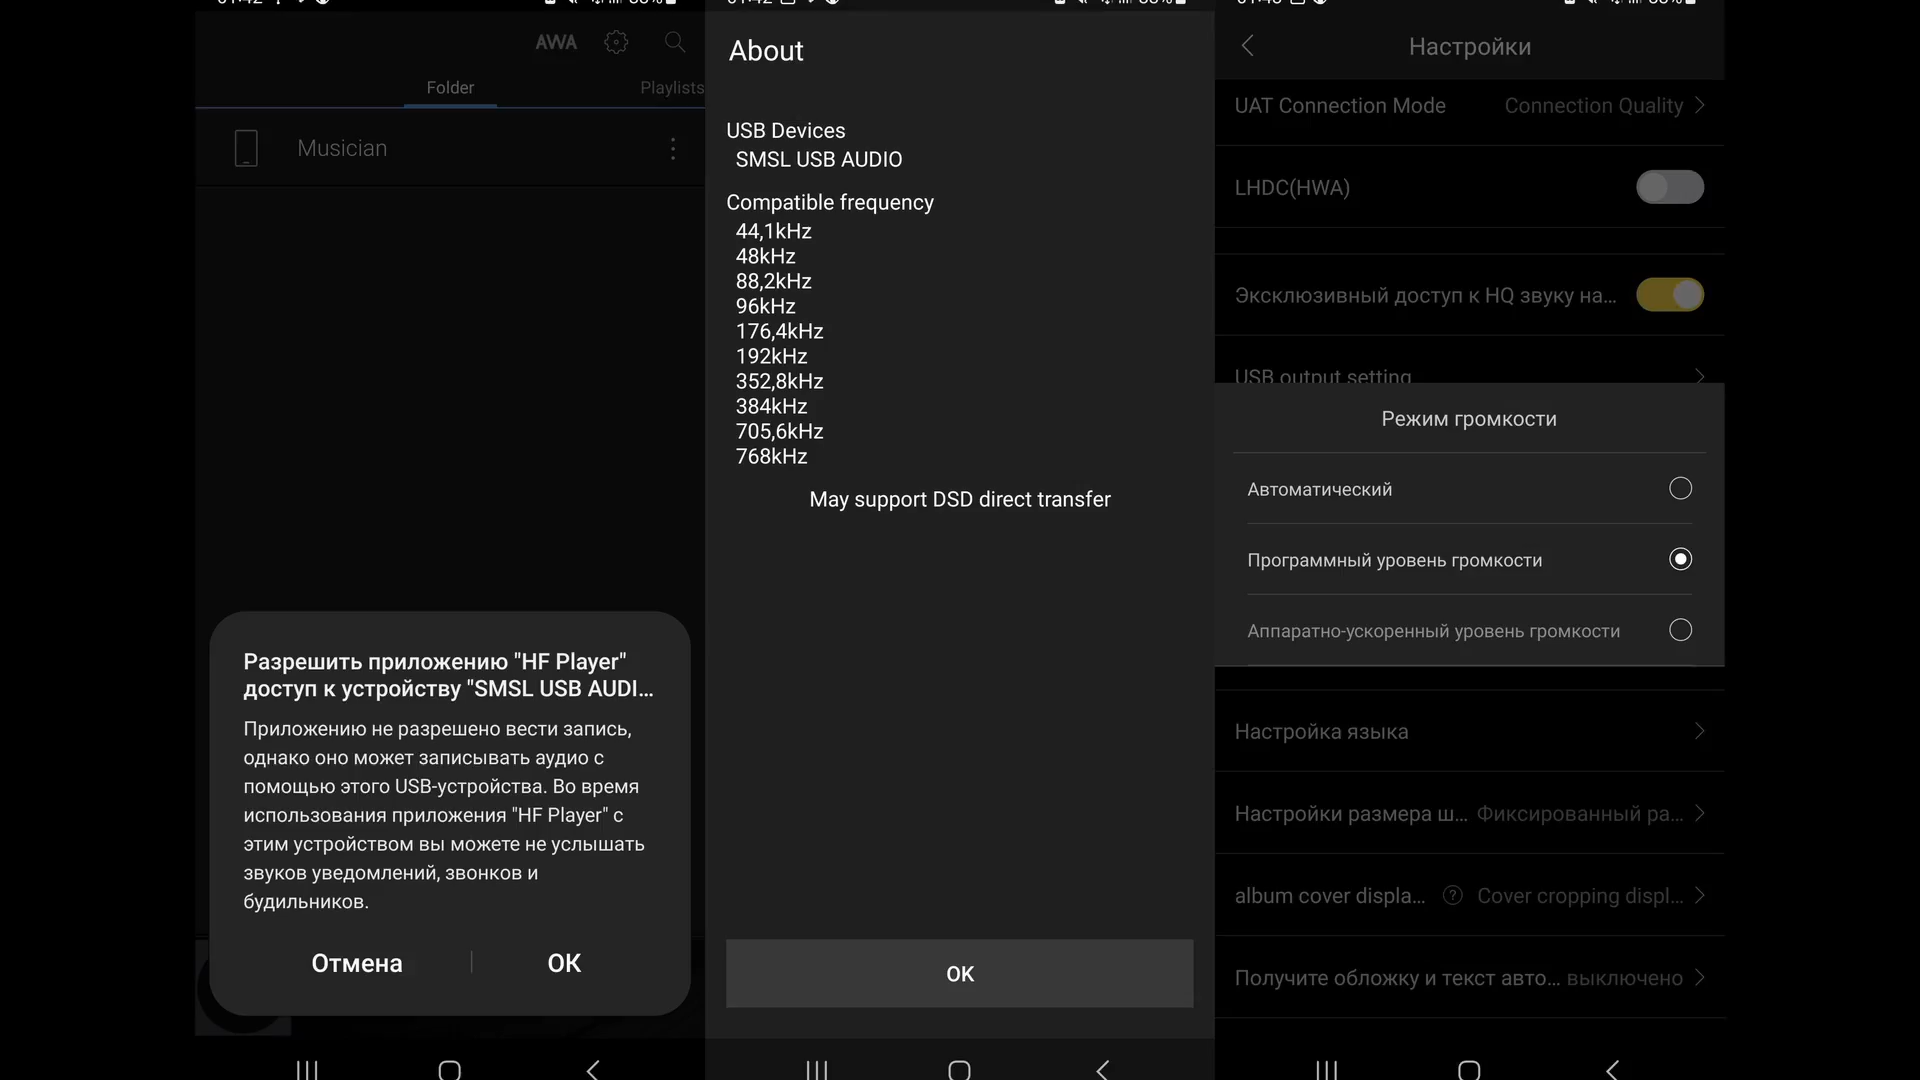 AWA
Folder
Playlists
Musician
Разрешить приложению "HF Player"
доступ к устройству "SMSL USB AUDI...
Приложению не разрешено вести запись,
однако оно может записывать аудио с
помощью этого USB-устройства. Во время
использования приложения "HF Player" с
этим устройством вы можете не услышать
звуков уведомлений, звонков и
будильников.
Отмена
ОК
About
USB Devices
SMSL USB AUDIO
Compatible frequency
44,1kHz
48kHz
88,2kHz
96kHz
176,4kHz
192kHz
352,8kHz
384kHz
705,6kHz
768kHz
May support DSD direct transfer
OK
Настройки
UAT Connection Mode Connection Quality
LHDC(HWA)
Эксклюзивный доступ к HQ звуку на...
USB output setting
Режим громкости
Автоматический
Программный уровень громкости
Аппаратно-ускоренный уровень громкости
Настройка языка
Настройки размера ш... Фиксированный ра...
album cover displa... ? Cover cropping displ...
Получите обложку и текст авто... выключено